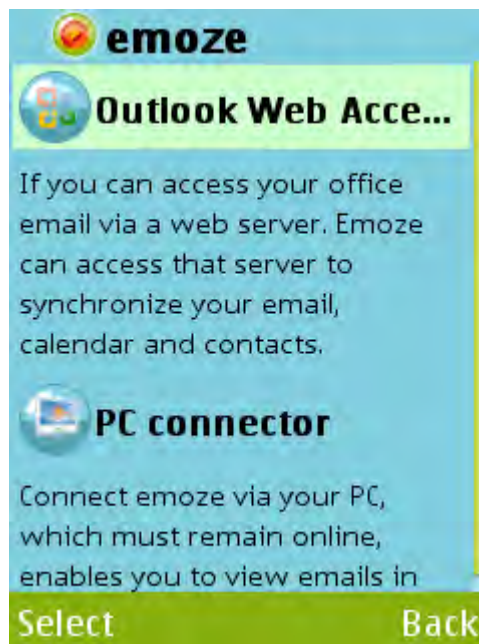 emoze
Outlook Web Acce...
If you can access your office
email via a web server. Emoze
can access that server to
synchronize your email,
calendar and contacts.
PC connector
Connect emoze via your PC,
which must remain online,
enables you to view emails in
Select Back